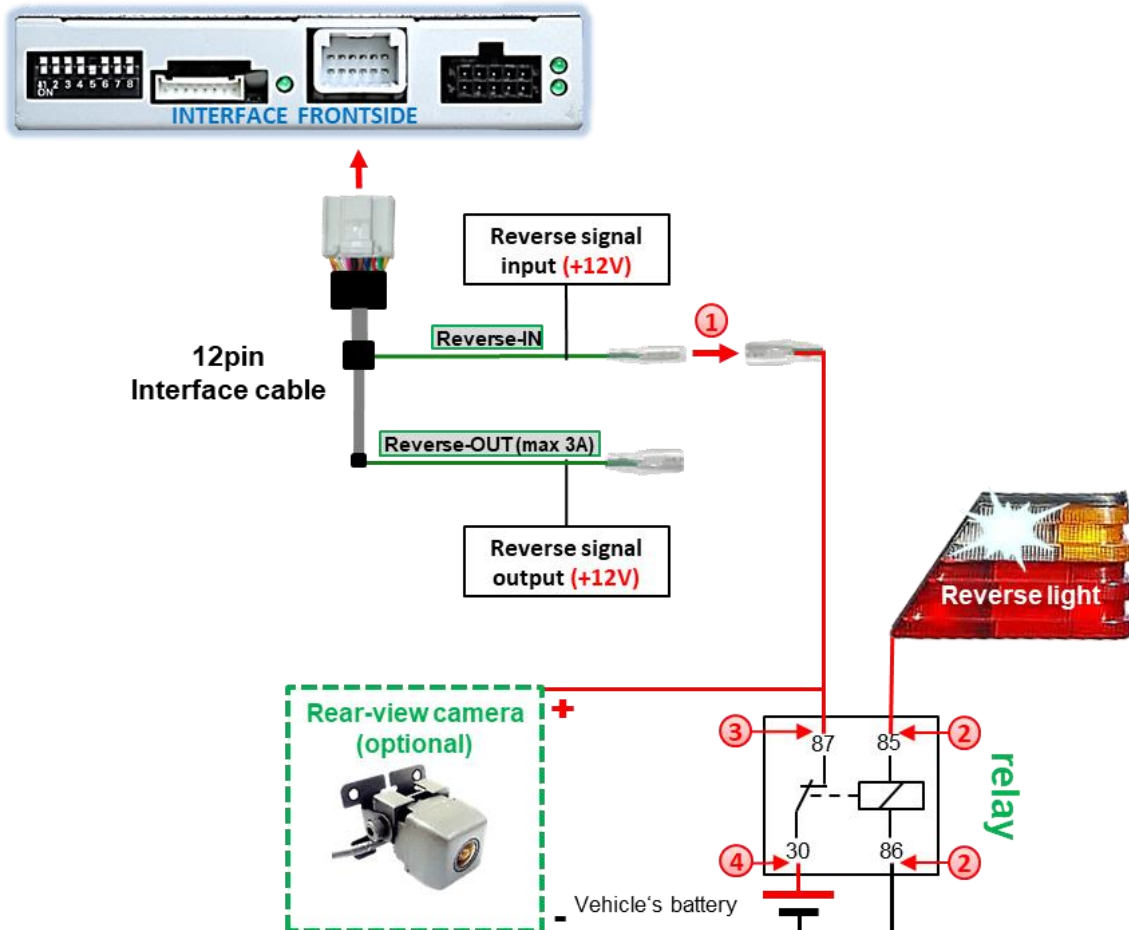 ON
1 2 3 4 5 6 7 8
INTERFACE FRONTSIDE
Reverse signal
input (+12V)
Reverse-IN
1
12pin
Interface cable
Reverse-OUT (max 3A)
Reverse signal
output (+12V)
Reverse light
Rear-view camera
(optional)
+
3
87
85
2
relay
4
30
86
2
-
Vehicle‘s battery